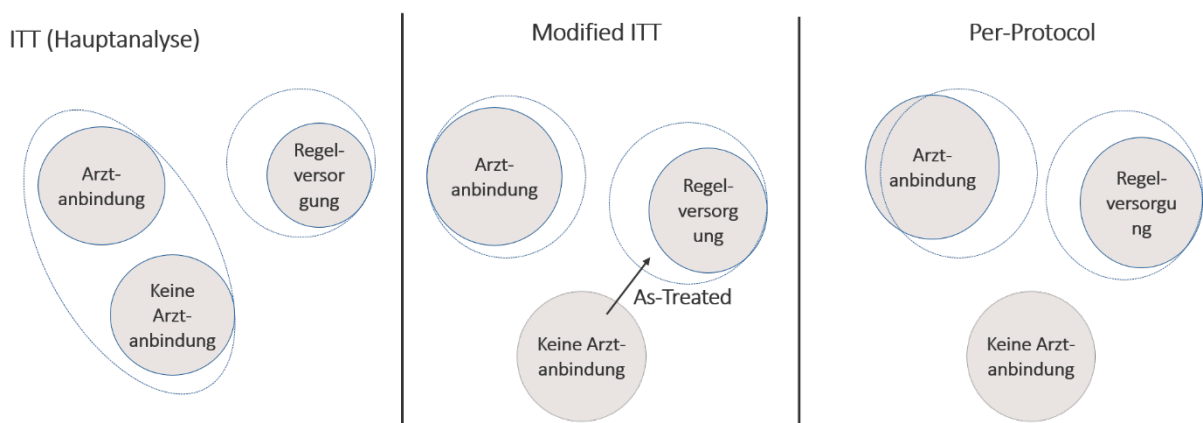 ITT (Hauptanalyse)
Arzt-
anbindung
Keine
Arzt-
anbindung
Regel-
versor
gung
Modified ITT
Arzt-
anbindung
Regel-
versorg
ung
As-Treated
Keine Arzt-
anbindung
Per-Protocol
Arzt-
anbindung
Regel-
versorgu
ng
Keine Arzt-
anbindung